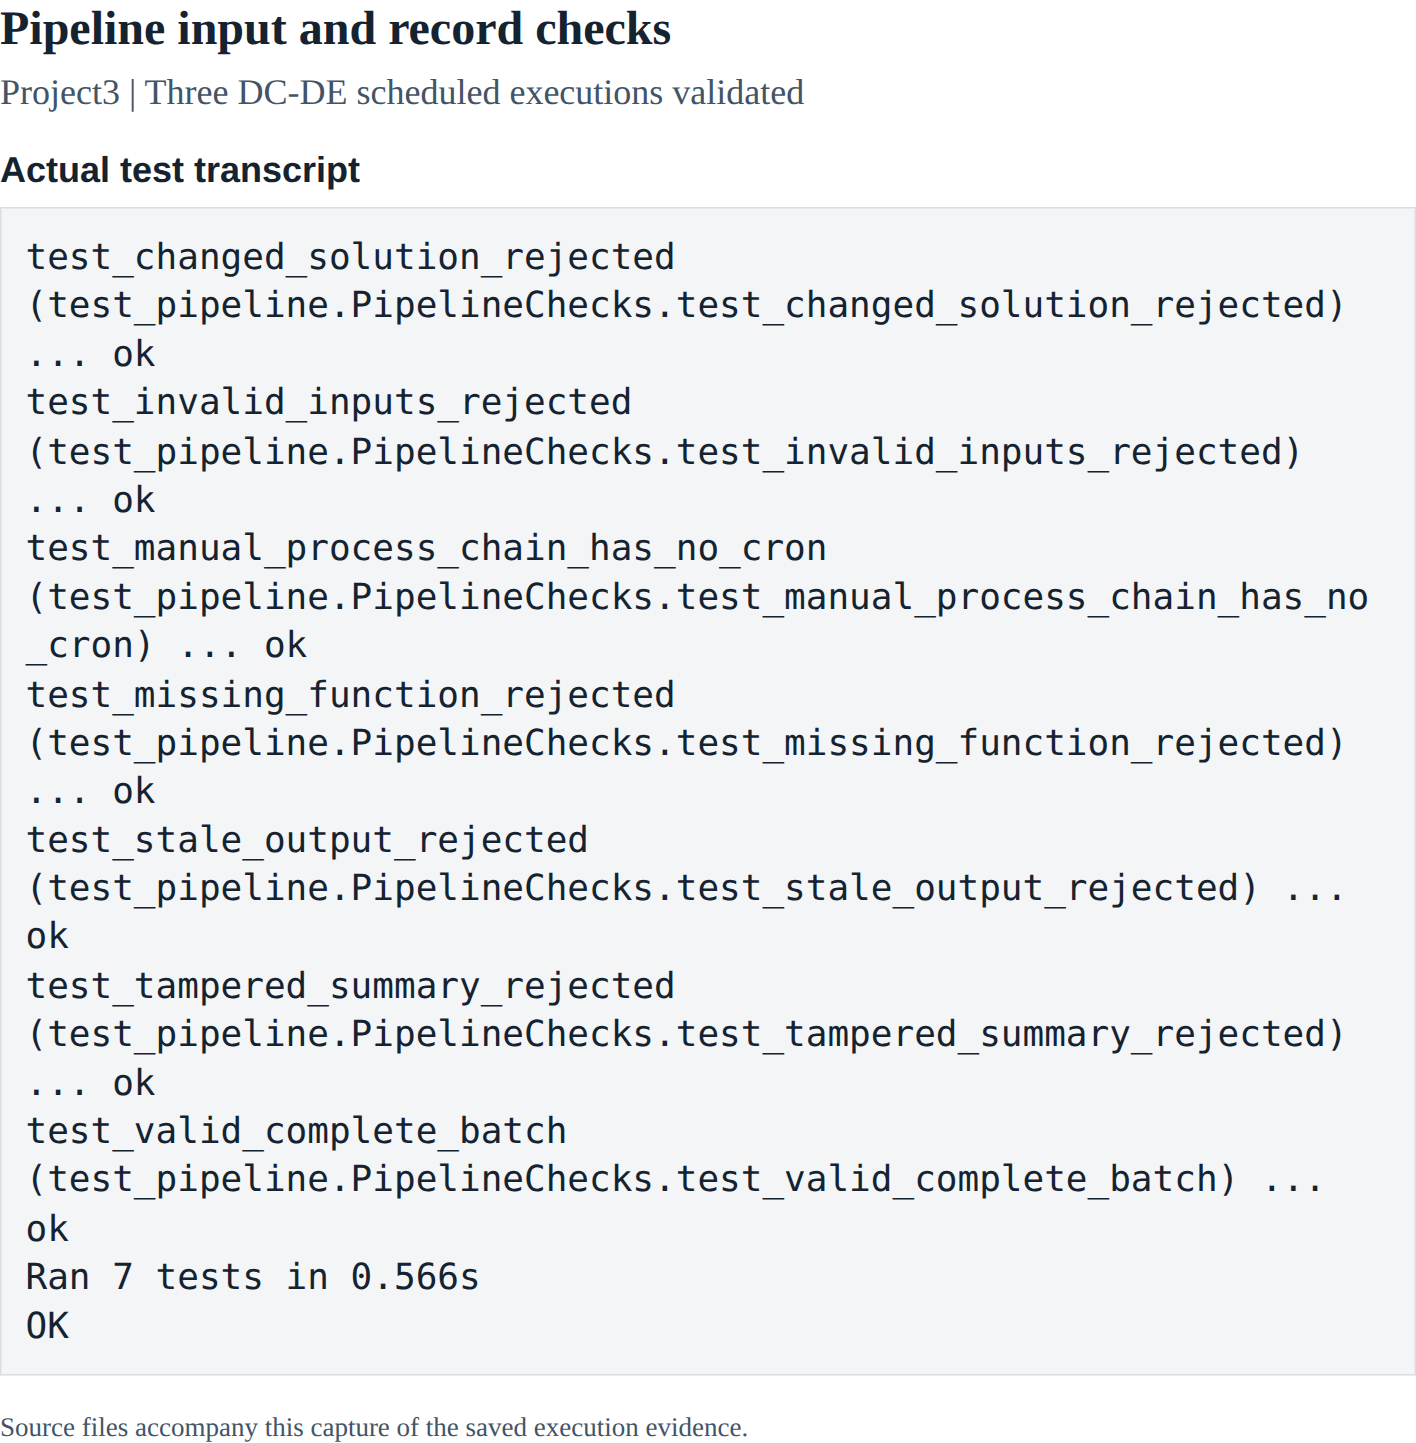 Pipeline input and record checks
Project3 | Three DC-DE scheduled executions validated
Actual test transcript
test_changed_solution_rejected
(test_pipeline.PipelineChecks.test_changed_solution_rejected)
... ok
test_invalid_inputs_rejected
(test_pipeline.PipelineChecks.test_invalid_inputs_rejected)
... ok
test_manual_process_chain_has_no_cron
(test_pipeline.PipelineChecks.test_manual_process_chain_has_no
_cron) ... ok
test_missing_function_rejected
(test_pipeline.PipelineChecks.test_missing_function_rejected)
... ok
test_stale_output_rejected
(test_pipeline.PipelineChecks.test_stale_output_rejected) ...
ok
test_tampered_summary_rejected
(test_pipeline.PipelineChecks.test_tampered_summary_rejected)
... ok
test_valid_complete_batch
(test_pipeline.PipelineChecks.test_valid_complete_batch) ...
ok
Ran 7 tests in 0.566s
OK
Source files accompany this capture of the saved execution evidence.